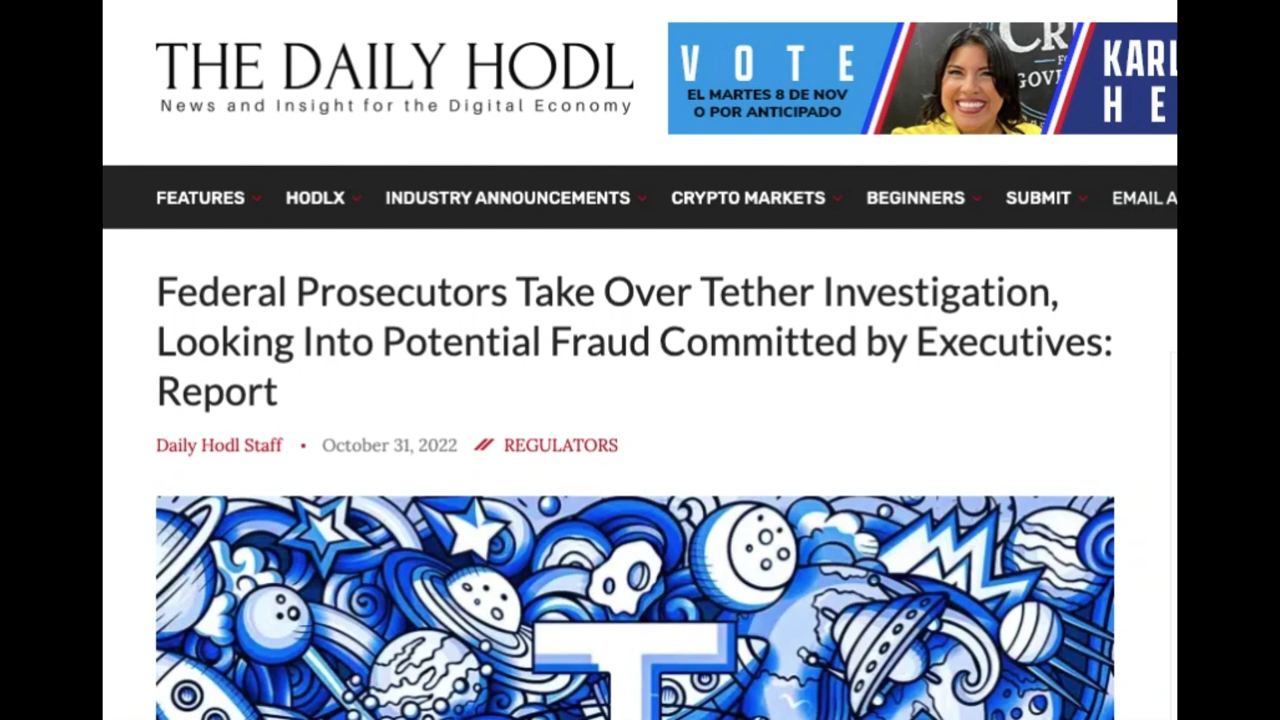 THE DAILY HODL
News and Insight for the Digital Economy
VOTE
EL MARTES 8 DE NOV
O POR ANTICIPADO
FEATURES HODLX INDUSTRY ANNOUNCEMENTS CRYPTO MARKETS BEGINNERS SUBMIT EMAIL A
Federal Prosecutors Take Over Tether Investigation,
Looking Into Potential Fraud Committed by Executives:
Report
Daily Hodl Staff • October 31, 2022 // REGULATORS
T